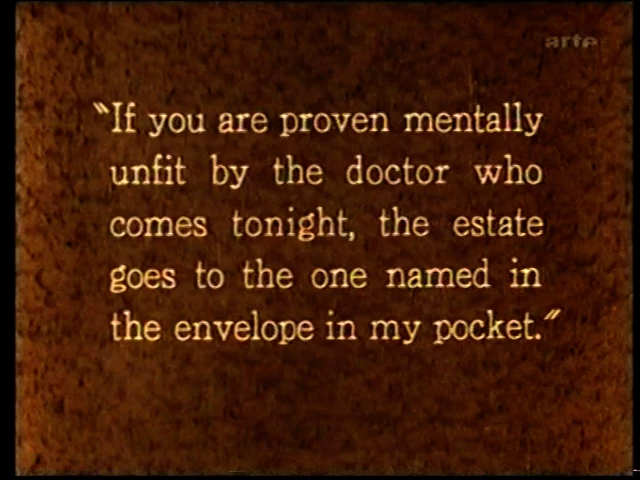 arte
"If you are proven mentally
unfit by the doctor who
comes tonight, the estate
goes to the one named in
the envelope in my pocket."